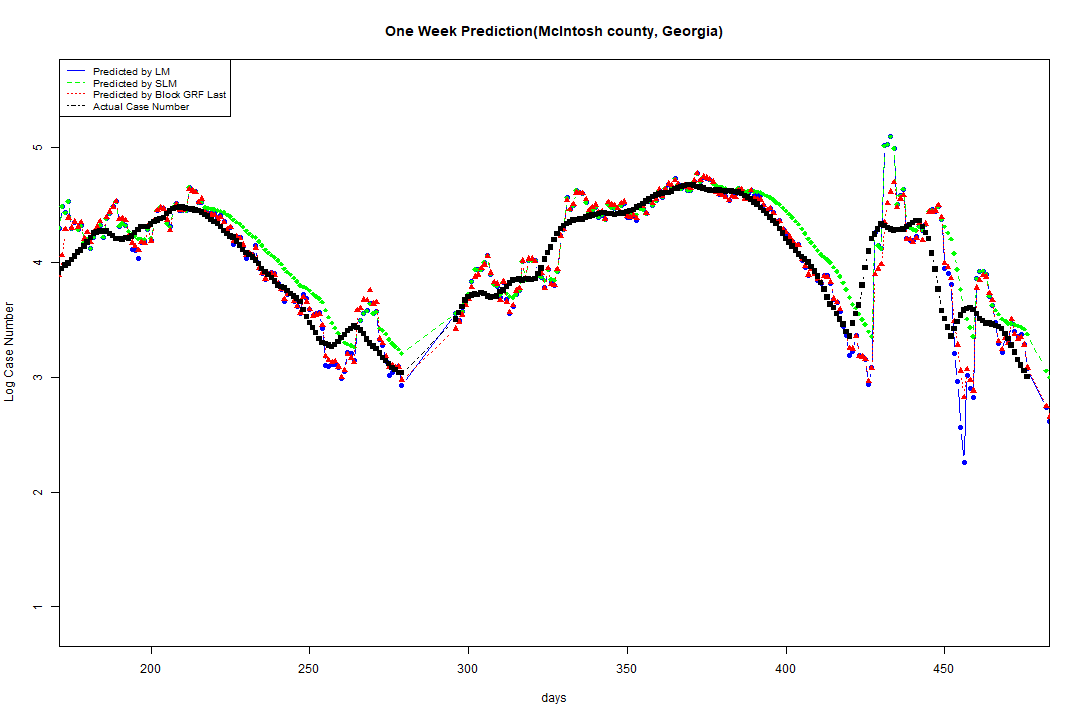 One Week Prediction(McIntosh county, Georgia)
Predicted by LM
Predicted by SLM
Predicted by Block GRF Last
Actual Case Number
5
4
3
2
1
Log Case Number
200 250 300 350 400 450
days